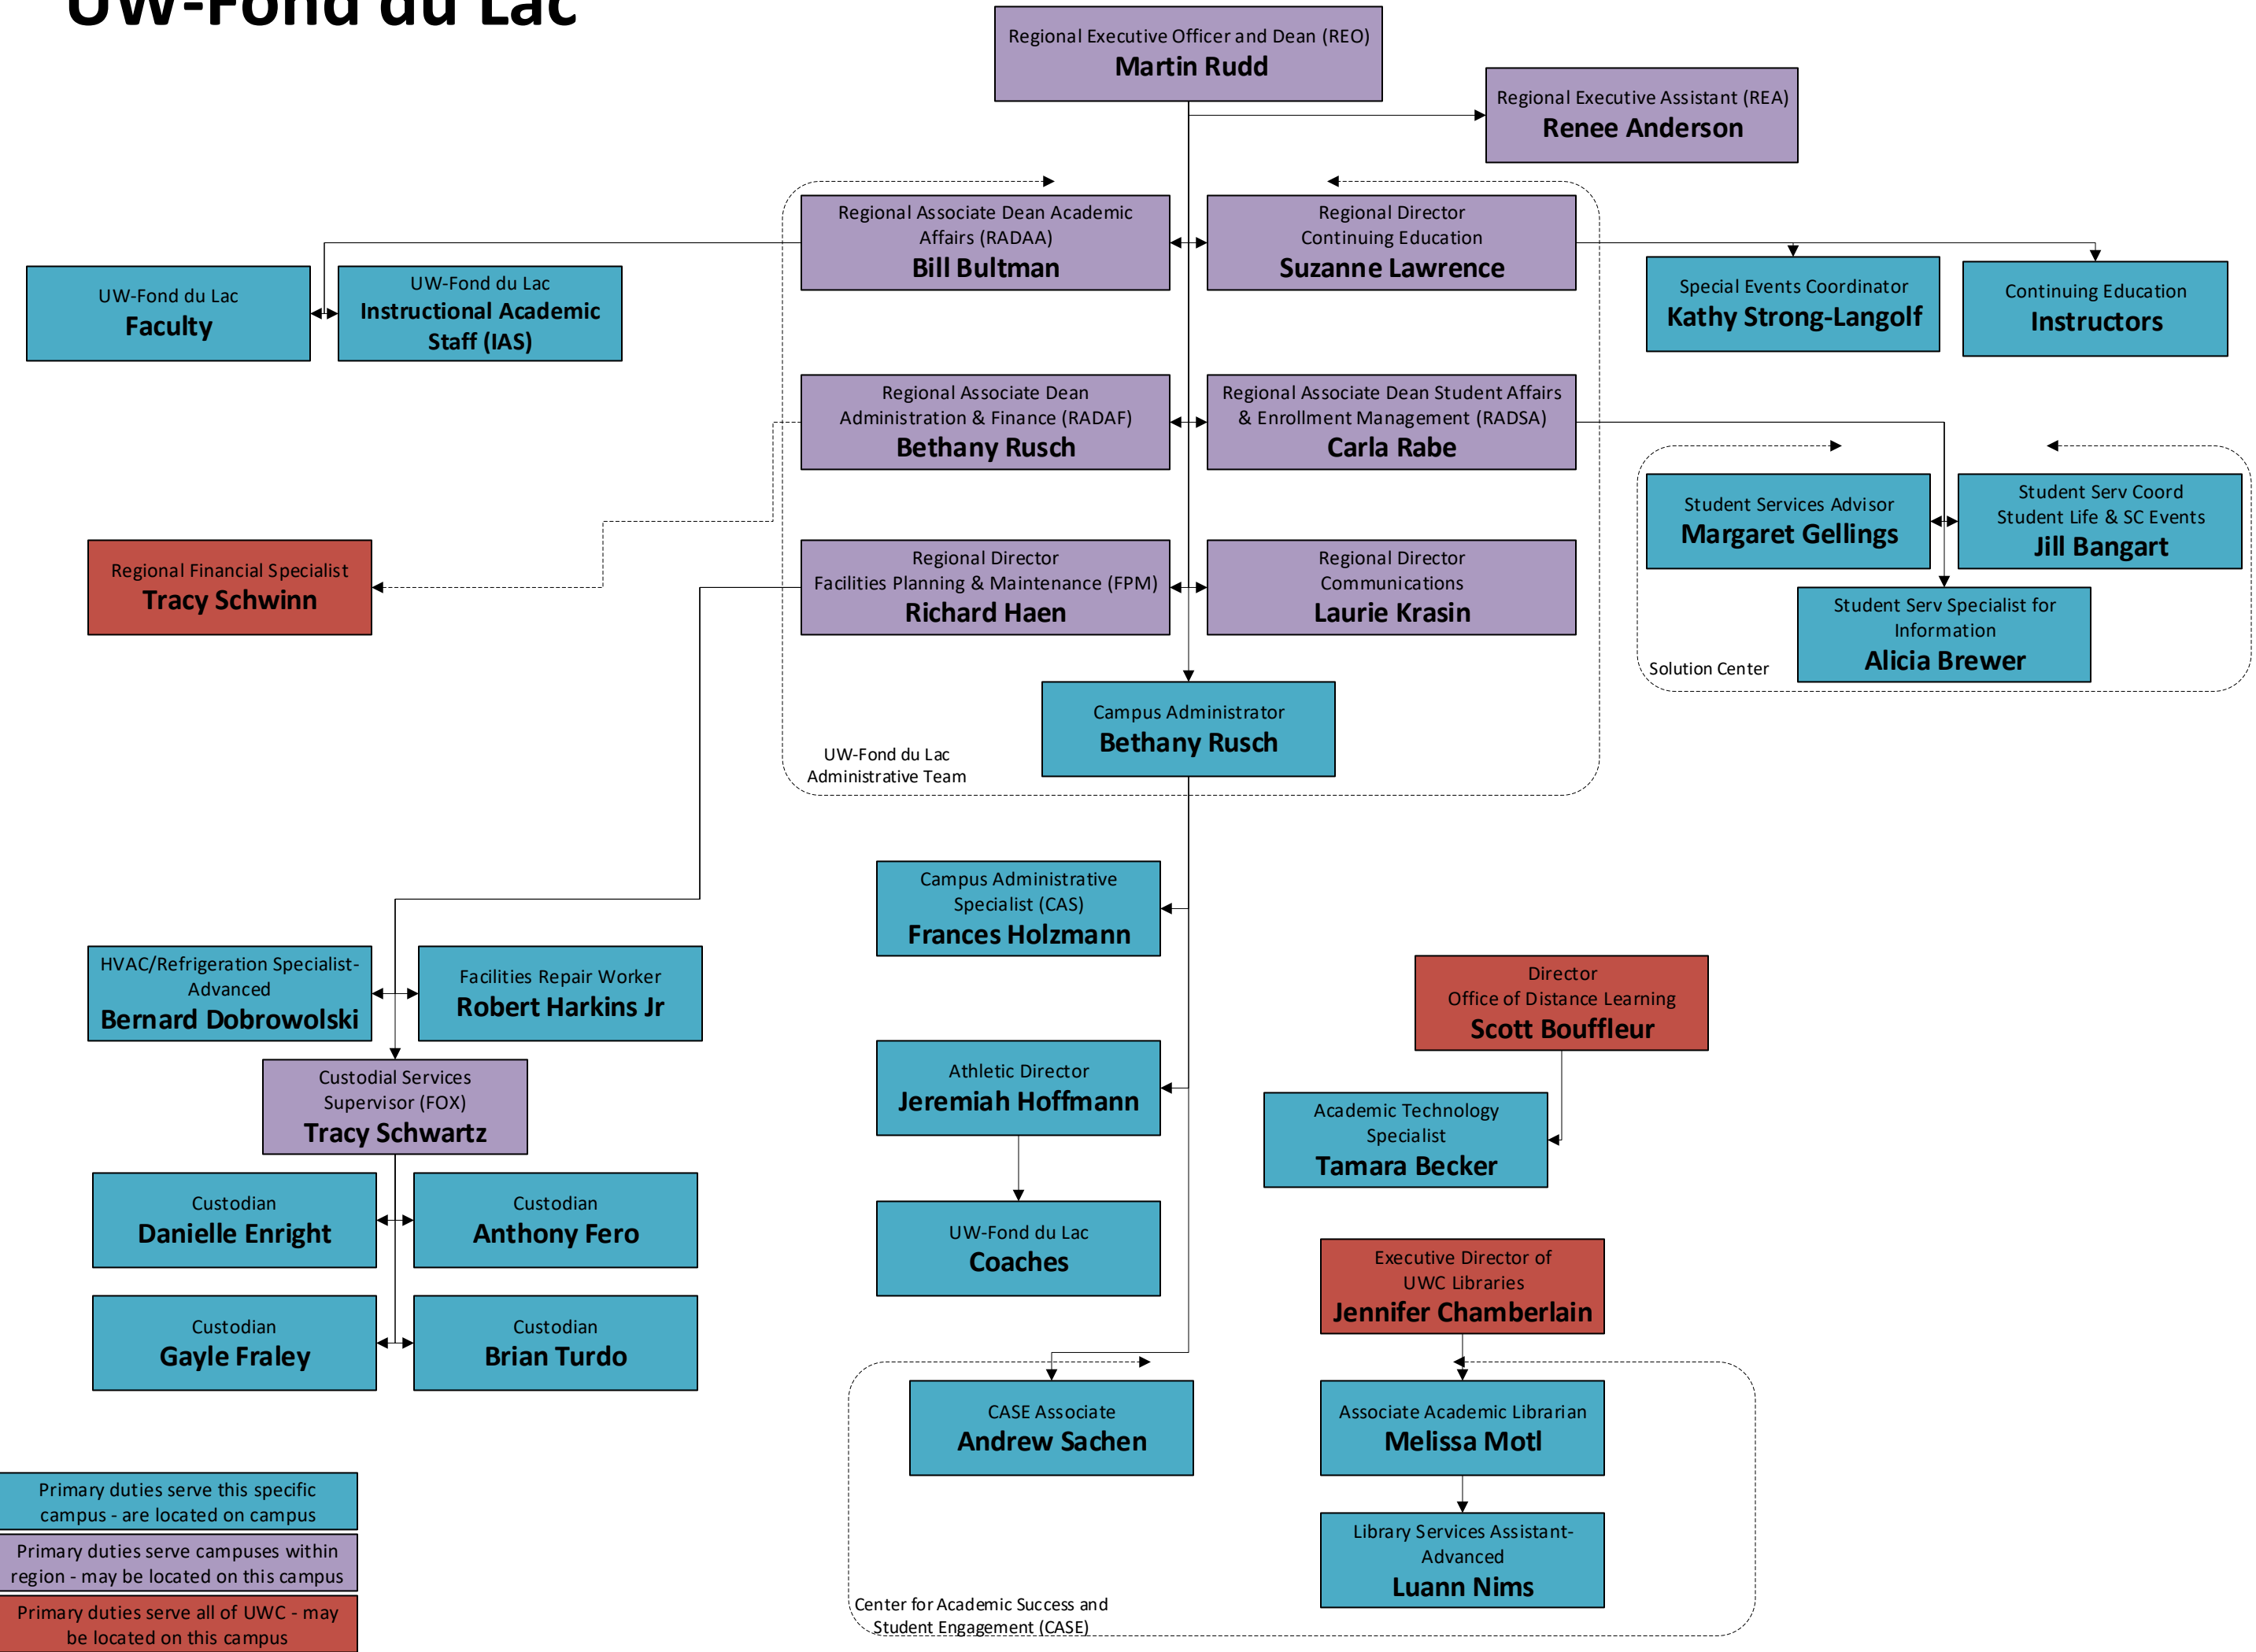 UW-Fond du Lac
Regional Executive Officer and Dean (REO)
Martin Rudd
Regional Executive Assistant (REA)
Renee Anderson
Regional Associate Dean Academic
Affairs (RADAA)
Bill Bultman
Regional Director
Continuing Education
Suzanne Lawrence
UW-Fond du Lac
Faculty
UW-Fond du Lac
Instructional Academic
Staff (IAS)
Special Events Coordinator
Kathy Strong-Langolf
Continuing Education
Instructors
Regional Associate Dean
Administration & Finance (RADAF)
Bethany Rusch
Regional Associate Dean Student Affairs
& Enrollment Management (RADSA)
Carla Rabe
Student Services Advisor
Margaret Gellings
Student Serv Coord
Student Life & SC Events
Jill Bangart
Student Serv Specialist for
Information
Alicia Brewer
Solution Center
Regional Financial Specialist
Tracy Schwinn
Regional Director
Facilities Planning & Maintenance (FPM)
Richard Haen
Regional Director
Communications
Laurie Krasin
Campus Administrator
Bethany Rusch
UW-Fond du Lac
Administrative Team
Campus Administrative
Specialist (CAS)
Frances Holzmann
HVAC/Refrigeration Specialist-
Advanced
Bernard Dobrowolski
Facilities Repair Worker
Robert Harkins Jr
Director
Office of Distance Learning
Scott Bouffleur
Custodial Services
Supervisor (FOX)
Tracy Schwartz
Athletic Director
Jeremiah Hoffmann
Academic Technology
Specialist
Tamara Becker
Custodian
Danielle Enright
Custodian
Anthony Fero
UW-Fond du Lac
Coaches
Executive Director of
UWC Libraries
Jennifer Chamberlain
Custodian
Gayle Fraley
Custodian
Brian Turdo
CASE Associate
Andrew Sachen
Associate Academic Librarian
Melissa Motl
Library Services Assistant-
Advanced
Luann Nims
Center for Academic Success and
Student Engagement (CASE)
Primary duties serve this specific
campus - are located on campus
Primary duties serve campuses within
region - may be located on this campus
Primary duties serve all of UWC - may
be located on this campus